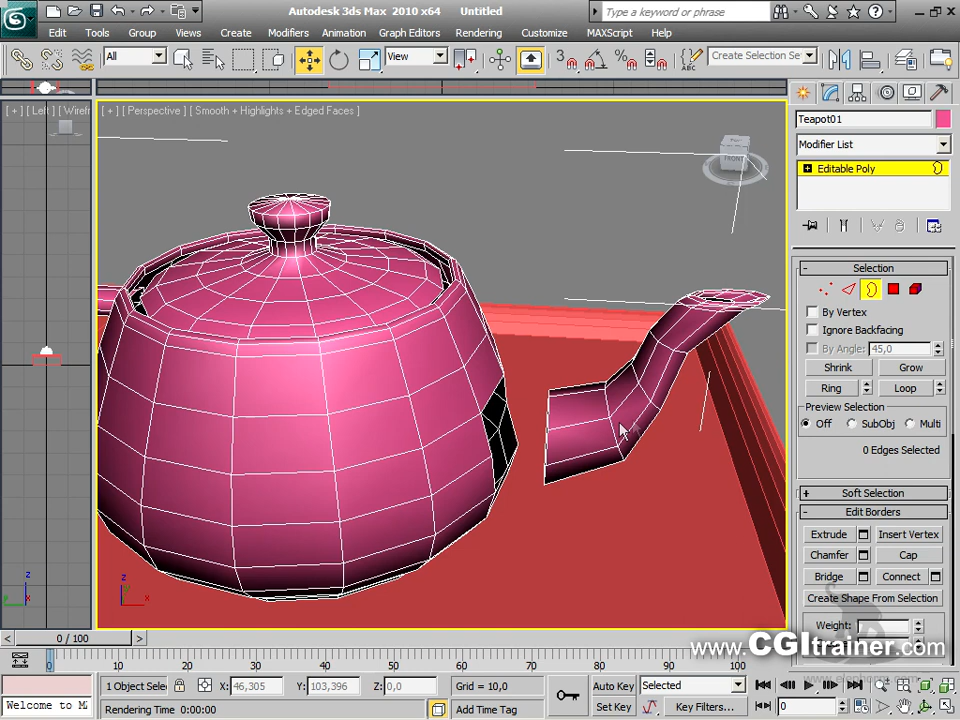 Autodesk 3ds Max 2010 x64 Untitled
Type a keyword or phrase
Edit Tools Group Views Create Modifiers Animation Graph Editors Rendering Customize MAXScript Help
All View 3 Create Selection Se
[ + ] [ Left ] [ Wirefr
[ + ] [ Perspective ] [ Smooth + Highlights + Edged Faces ]
FRONT
Teapot01
Modifier List
Editable Poly
- Selection
By Vertex
Ignore Backfacing
By Angle: 45,0
Shrink Grow
Ring Loop
Preview Selection
Off SubObj Multi
0 Edges Selected
+ Soft Selection
- Edit Borders
Extrude Insert Vertex
Chamfer Cap
Bridge Connect
Create Shape From Selection
Weight:
www.CGItrainer.com
z
x
z
y
x
< 0 / 100 >
0 10 20 30 40 50 60 70 80 90 100
1 Object Selec X: 46,305 Y: 103,396 Z: 0,0 Grid = 10,0 Auto Key Selected
Welcome to M
Rendering Time 0:00:00 Add Time Tag Set Key Key Filters... 0